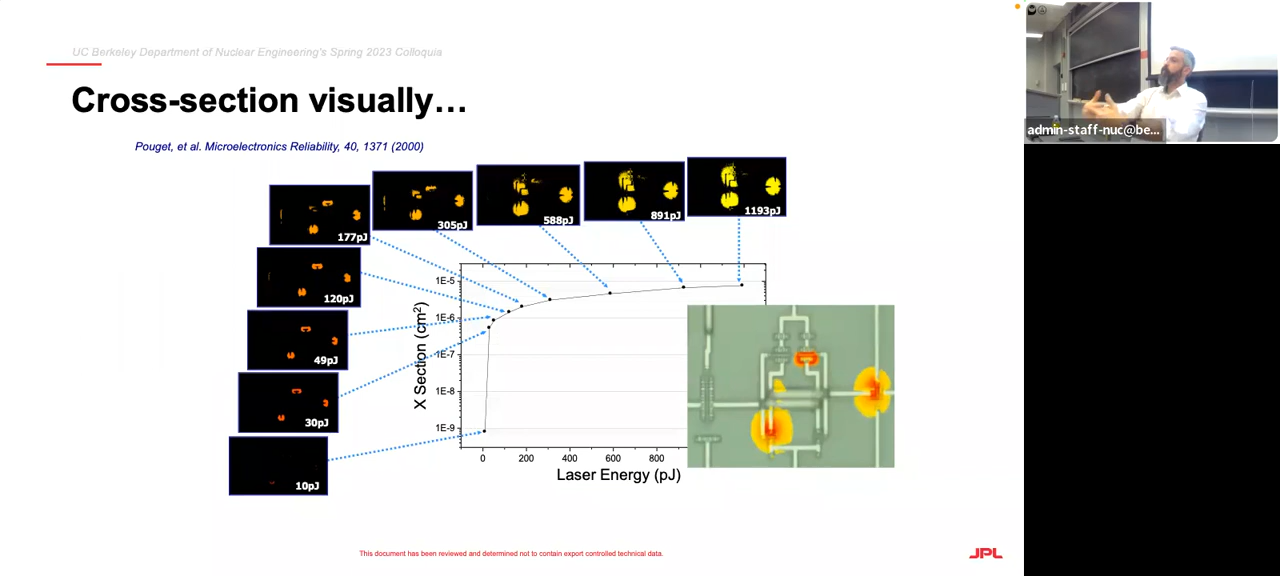 UC Berkeley Department of Nuclear Engineering's Spring 2023 Colloquia
Cross-section visually…
Pouget, et al. Microelectronics Reliability, 40, 1371 (2000)
177pJ
305pJ
588pJ
891pJ
1193pJ
120pJ
49pJ
30pJ
10pJ
X Section (cm²)
1E-5
1E-6
1E-7
1E-8
1E-9
0
200
400
600
800
Laser Energy (pJ)
This document has been reviewed and determined not to contain export controlled technical data.
JPL
admin-staff-nuc@be...